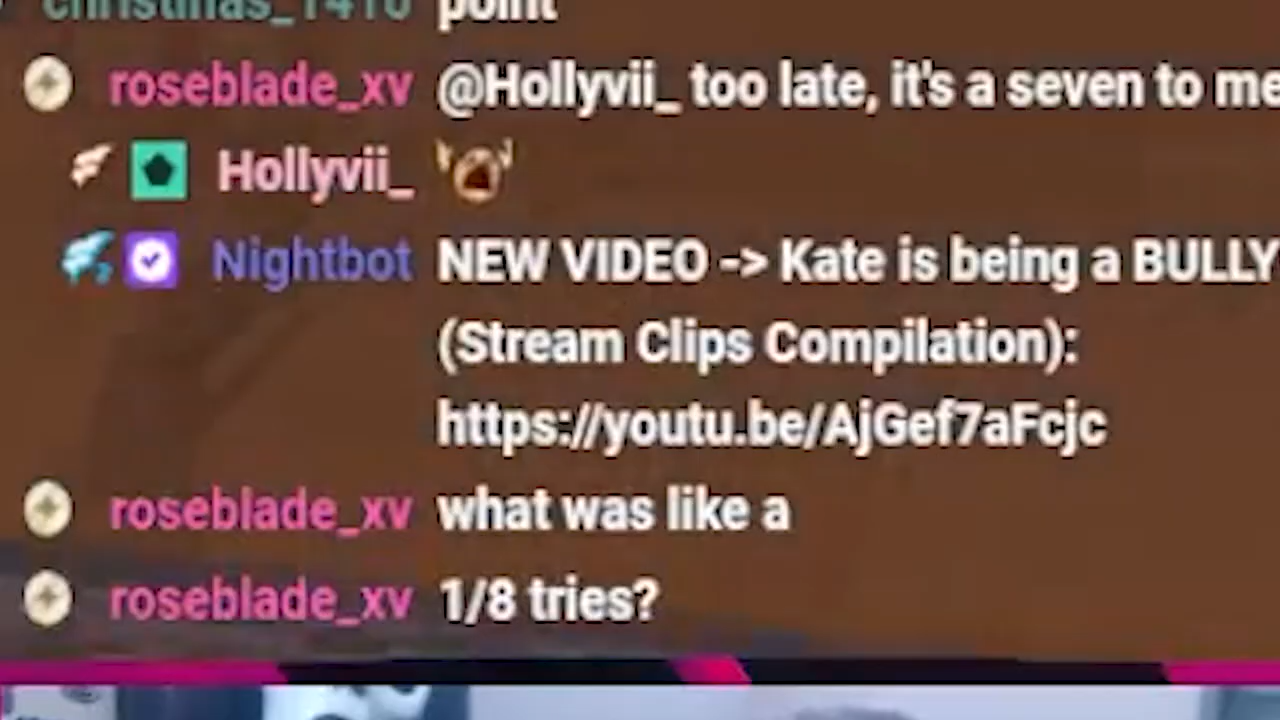 point
roseblade_xv @Hollyvii_ too late, it's a seven to me
Hollyvii_
Nightbot NEW VIDEO -> Kate is being a BULLY
(Stream Clips Compilation):
https://youtu.be/AjGef7aFcjc
roseblade_xv what was like a
roseblade_xv 1/8 tries?